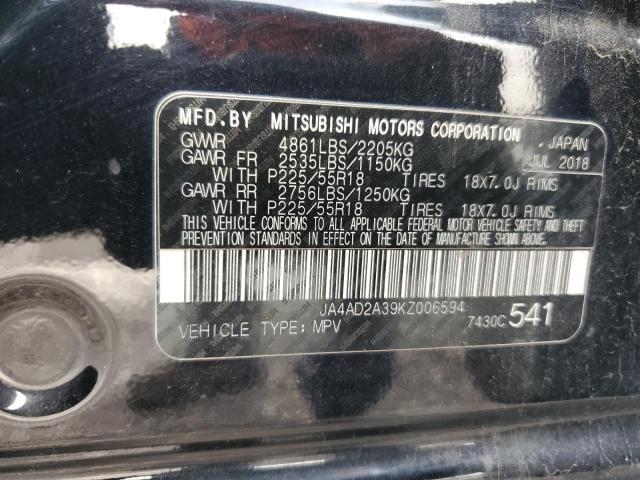 MFD.BY MITSUBISHI MOTORS CORPORATION JAPAN
GVWR 4861LBS/2205KG JUL 2018
GAWR FR 2535LBS/1150KG
WITH P225/55R18 TIRES 18X7.0J RIMS
GAWR RR 2756LBS/1250KG
WITH P225/55R18 TIRES 18X7.0J RIMS
THIS VEHICLE CONFORMS TO ALL APPLICABLE FEDERAL MOTOR VEHICLE SAFETY AND THEFT
PREVENTION STANDARDS IN EFFECT ON THE DATE OF MANUFACTURE SHOWN ABOVE.
JA4AD2A39KZ006594
VEHICLE TYPE: MPV 7430C 541